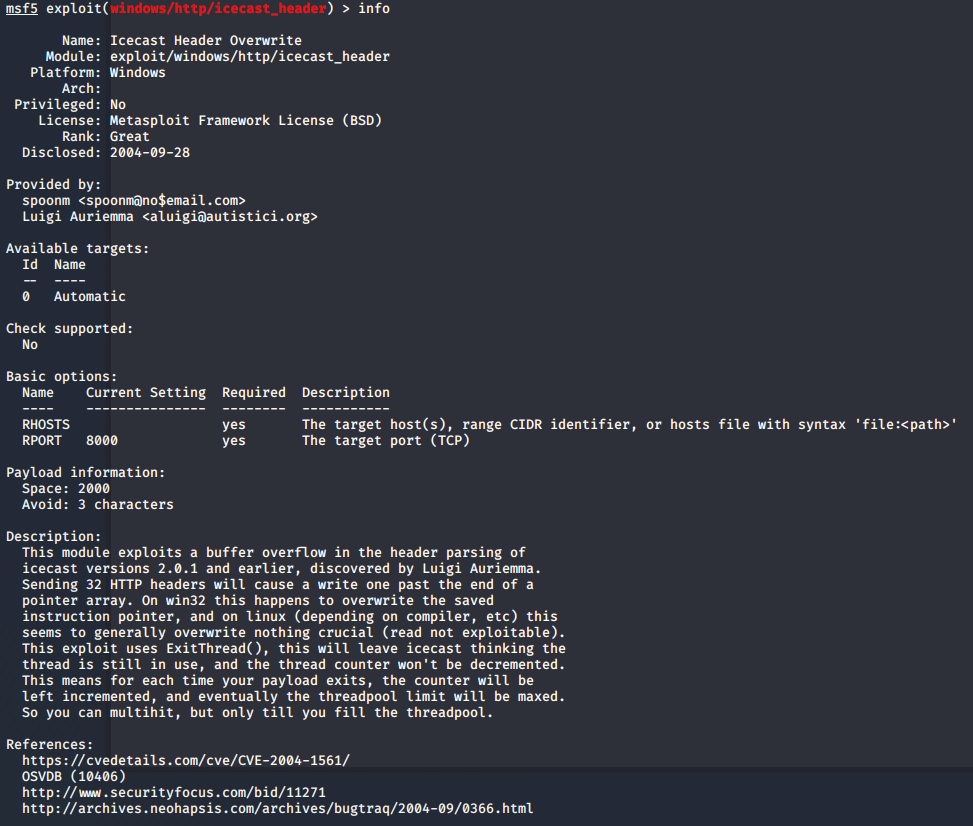 msf5 exploit(windows/http/icecast_header) > info

       Name: Icecast Header Overwrite
     Module: exploit/windows/http/icecast_header
   Platform: Windows
       Arch:
 Privileged: No
    License: Metasploit Framework License (BSD)
       Rank: Great
  Disclosed: 2004-09-28

Provided by:
  spoonm <spoonm@no$email.com>
  Luigi Auriemma <aluigi@autistici.org>

Available targets:
  Id  Name
  --  ----
  0   Automatic

Check supported:
  No

Basic options:
  Name    Current Setting  Required  Description
  ----    ---------------  --------  -----------
  RHOSTS                   yes       The target host(s), range CIDR identifier, or hosts file with syntax 'file:<path>'
  RPORT   8000             yes       The target port (TCP)

Payload information:
  Space: 2000
  Avoid: 3 characters

Description:
  This module exploits a buffer overflow in the header parsing of
  icecast versions 2.0.1 and earlier, discovered by Luigi Auriemma.
  Sending 32 HTTP headers will cause a write one past the end of a
  pointer array. On win32 this happens to overwrite the saved
  instruction pointer, and on linux (depending on compiler, etc) this
  seems to generally overwrite nothing crucial (read not exploitable).
  This exploit uses ExitThread(), this will leave icecast thinking the
  thread is still in use, and the thread counter won't be decremented.
  This means for each time your payload exits, the counter will be
  left incremented, and eventually the threadpool limit will be maxed.
  So you can multihit, but only till you fill the threadpool.

References:
  https://cvedetails.com/cve/CVE-2004-1561/
  OSVDB (10406)
  http://www.securityfocus.com/bid/11271
  http://archives.neohapsis.com/archives/bugtraq/2004-09/0366.html